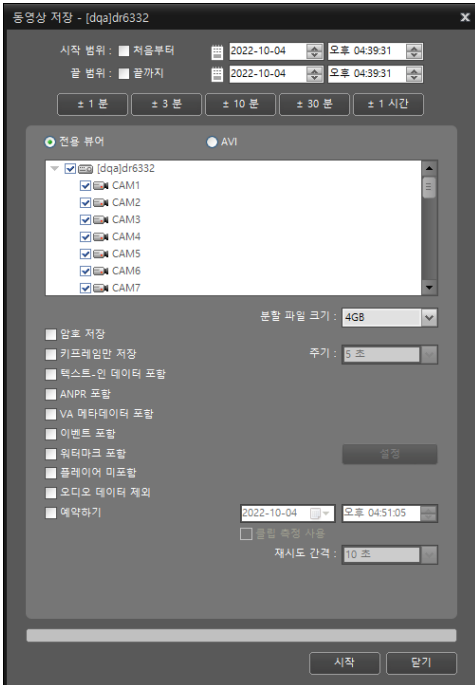 동영상 저장 - [dqa]dr6332
시작 범위 : 처음부터 2022-10-04 오후 04:39:31
끝 범위 : 끝까지 2022-10-04 오후 04:39:31
± 1 분 ± 3 분 ± 10 분 ± 30 분 ± 1 시간
전용 뷰어 AVI
[dqa]dr6332
CAM1
CAM2
CAM3
CAM4
CAM5
CAM6
CAM7
분할 파일 크기 : 4GB
암호 저장
키프레임만 저장 주기 : 5 초
텍스트-인 데이터 포함
ANPR 포함
VA 메타데이터 포함
이벤트 포함
워터마크 포함 설정
플레이어 미포함
오디오 데이터 제외
예약하기 2022-10-04 오후 04:51:05
클립 측정 사용
재시도 간격 : 10 초
시작 닫기